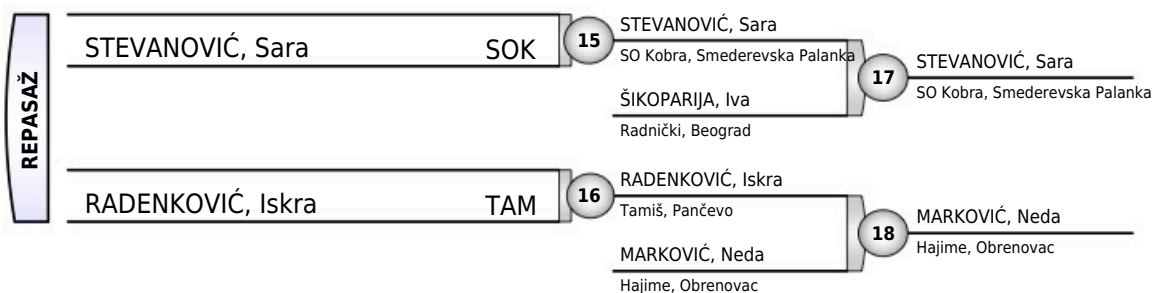 REPASAŽ
STEVANOVIĆ, Sara SOK
15
STEVANOVIĆ, Sara
SO Kobra, Smederevska Palanka
ŠIKOPARIJA, Iva
Radnički, Beograd
17
STEVANOVIĆ, Sara
SO Kobra, Smederevska Palanka
RADENKOVIĆ, Iskra TAM
16
RADENKOVIĆ, Iskra
Tamiš, Pančevo
MARKOVIĆ, Neda
Hajime, Obrenovac
18
MARKOVIĆ, Neda
Hajime, Obrenovac